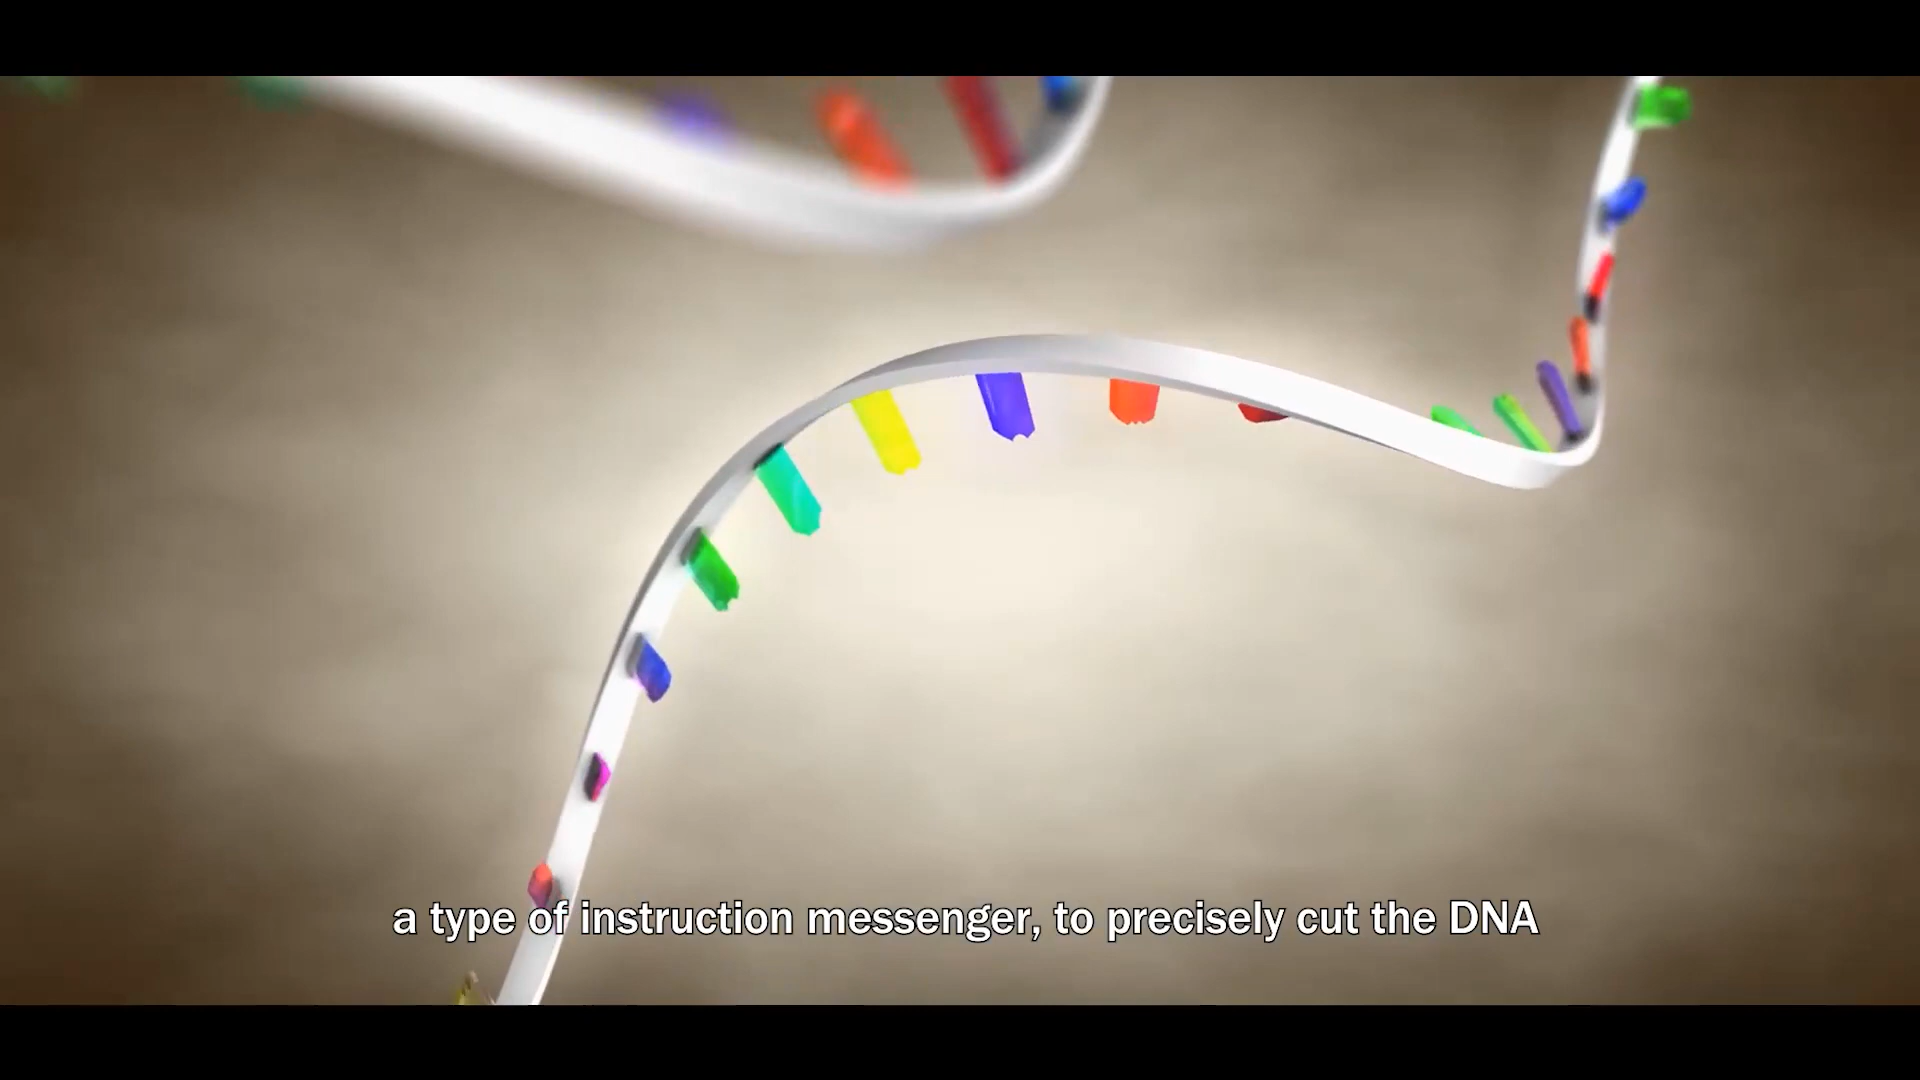 a type of instruction messenger, to precisely cut the DNA